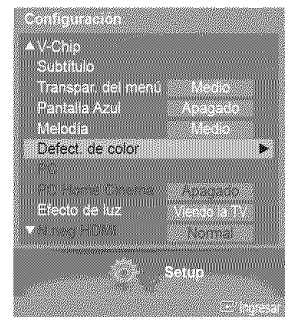 Configuración
▲V-Chip
Subtítulo
Transpar. del menú Medio
Pantalla Azul Apagado
Melodía Medio
Defect. de color ►
PC
PC Home Cinema Apagado
Efecto de luz Viendo la TV
▼N.neg HDMI Normal
Setup
Ingresar